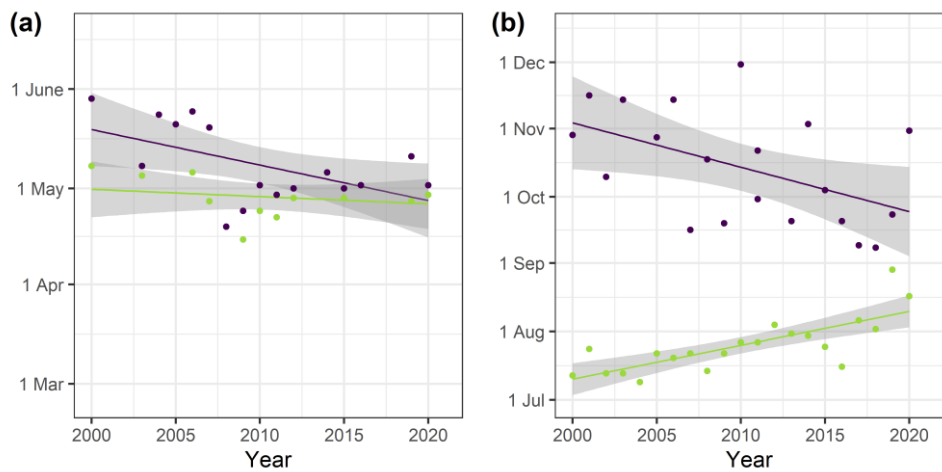 (a)
1 June
1 May
1 Apr
1 Mar
2000 2005 2010 2015 2020
Year
(b)
1 Dec
1 Nov
1 Oct
1 Sep
1 Aug
1 Jul
2000 2005 2010 2015 2020
Year